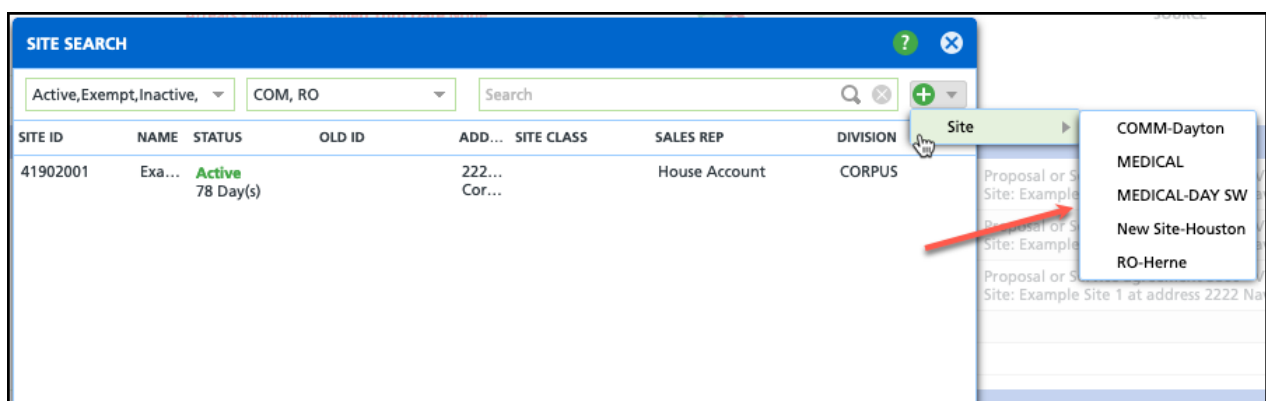 SOURCE
SITE SEARCH
?
Active,Exempt,Inactive,
COM, RO
Search
SITE ID NAME STATUS OLD ID ADD... SITE CLASS SALES REP DIVISION
41902001 Exa... Active 222... House Account CORPUS
78 Day(s) Cor...
Site
COMM-Dayton
MEDICAL
MEDICAL-DAY SW
New Site-Houston
RO-Herne
Proposal or S
Site: Example
Proposal or S
Site: Example
Proposal or
Site: Example Site 1 at address 2222 Na